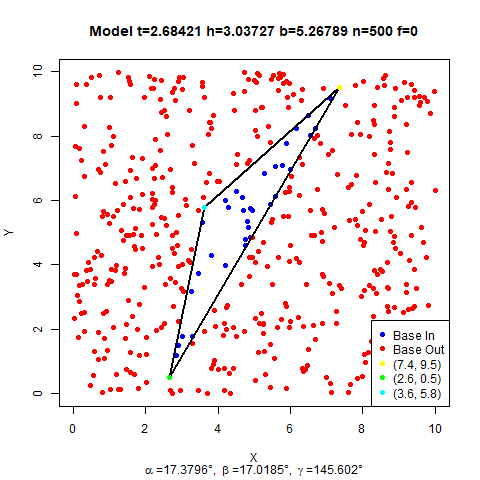 Model t=2.68421 h=3.03727 b=5.26789 n=500 f=0
10
8
6
4
2
0
Y
Base In
Base Out
(7.4, 9.5)
(2.6, 0.5)
(3.6, 5.8)
0 2 4 6 8 10
X
α=17.3796°, β=17.0185°, γ=145.602°